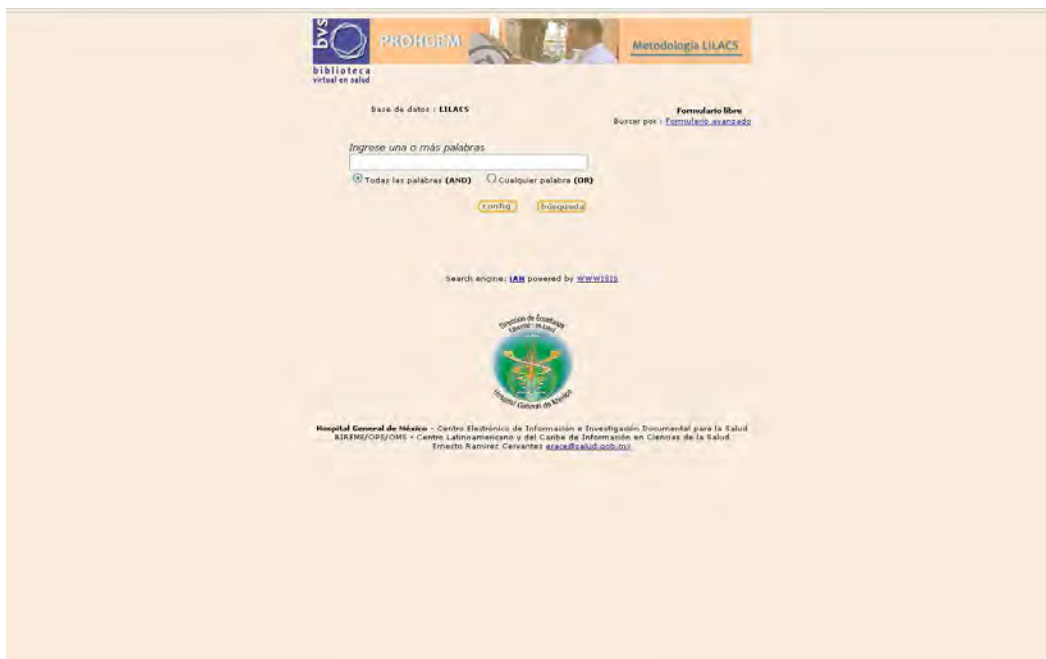 bvs
PROHGEM
Metodología LILACS
biblioteca
virtual en salud
Base de datos : LILACS
Formulario libre
Buscar por : Formulario avanzado
Ingrese una o más palabras
Todas las palabras (AND) Cualquier palabra (OR)
config búsqueda
Search engine: iAH powered by WWWISIS
Dirección de Enseñanza
Hospital General de México
Hospital General de México - Centro Electrónico de Información e Investigación Documental para la Salud
BIREME/OPS/OMS - Centro Latinoamericano y del Caribe de Información en Ciencias de la Salud
Ernesto Ramírez Cervantes